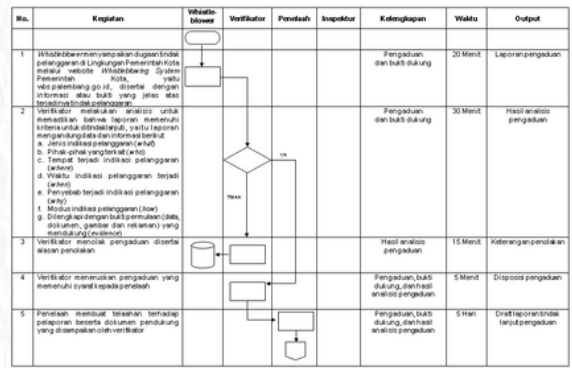 No.
Kegiatan
Whistle-
blower
Verifikator
Penelaah
Inspektur
Kelengkapan
Waktu
Output
1
Whistleblower menyampaikan dugaan tindak
pelanggaran di Lingkungan Pemerintah Kota
melalui website Whistleblowing System
Pemerintah Kota, yaitu
wbs.palembang.go.id, disertai dengan
informasi atau bukti yang jelas atas
terjadinya tindak pelanggaran
Pengaduan
dan bukti dukung
20 Menit
Laporan pengaduan
2
Verifikator melakukan analisis untuk
memastikan bahwa laporan memenuhi
kriteria untuk ditindaklanjuti, yaitu laporan
mengandung data dan informasi berikut:
a. Jenis indikasi pelanggaran (what)
b. Pihak-pihak yang terkait (who)
c. Tempat terjadi indikasi pelanggaran
(where)
d. Waktu indikasi pelanggaran terjadi
(when)
e. Penyebab terjadi indikasi pelanggaran
(why)
f. Modus indikasi pelanggaran (how)
g. Dilengkapi dengan bukti permulaan (data,
dokumen, gambar dan rekaman) yang
mendukung (evidence)
YA
TIDAK
Pengaduan
dan bukti dukung
30 Menit
Hasil analisis
pengaduan
3
Verifikator menolak pengaduan disertai
alasan penolakan
Hasil analisis
pengaduan
15 Menit
Keterangan penolakan
4
Verifikator meneruskan pengaduan yang
memenuhi syarat kepada penelaah
Pengaduan, bukti
dukung, dan hasil
analisis pengaduan
5 Menit
Disposisi pengaduan
5
Penelaah membuat telaahan terhadap
pelaporan beserta dokumen pendukung
yang disampaikan oleh verifikator
Pengaduan, bukti
dukung, dan hasil
analisis pengaduan
5 Hari
Draft laporan tindak
lanjut pengaduan